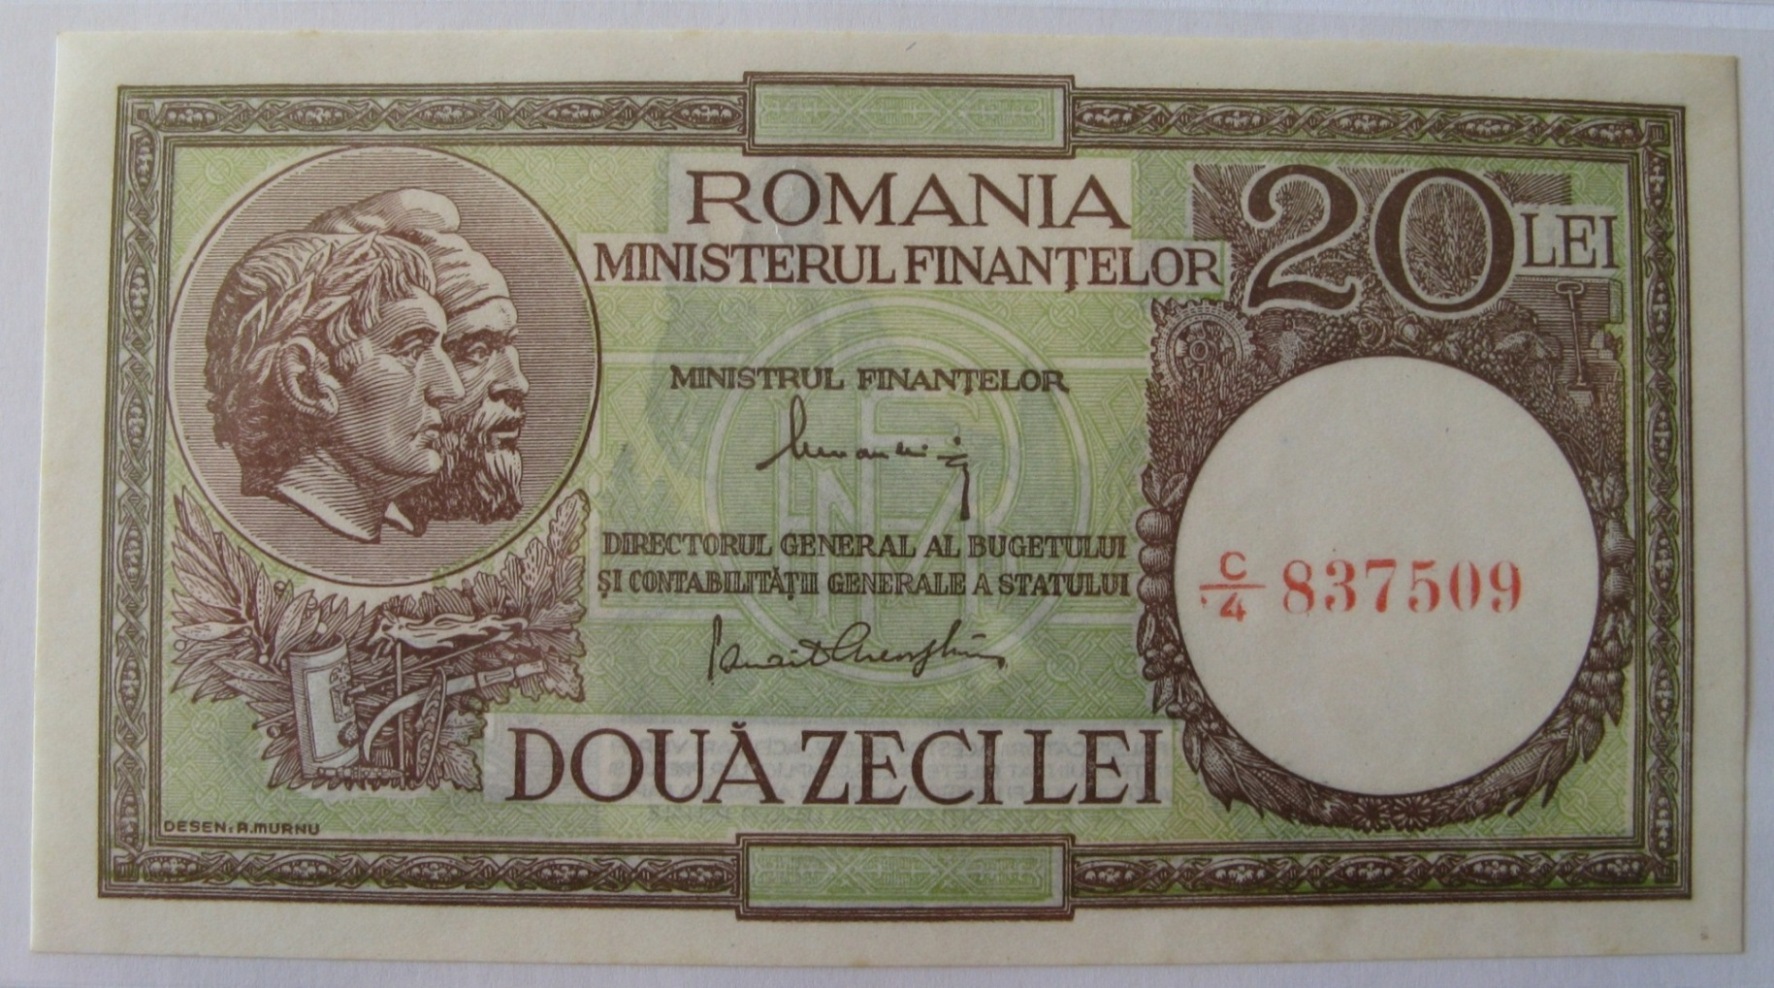 ROMANIA
MINISTERUL FINANȚELOR
20 LEI
MINISTRUL FINANȚELOR
DIRECTORUL GENERAL AL BUGETULUI
ȘI CONTABILITĂȚII GENERALE A STATULUI
C/4 837509
DOUĂ ZECI LEI
DESEN: A. MURNU